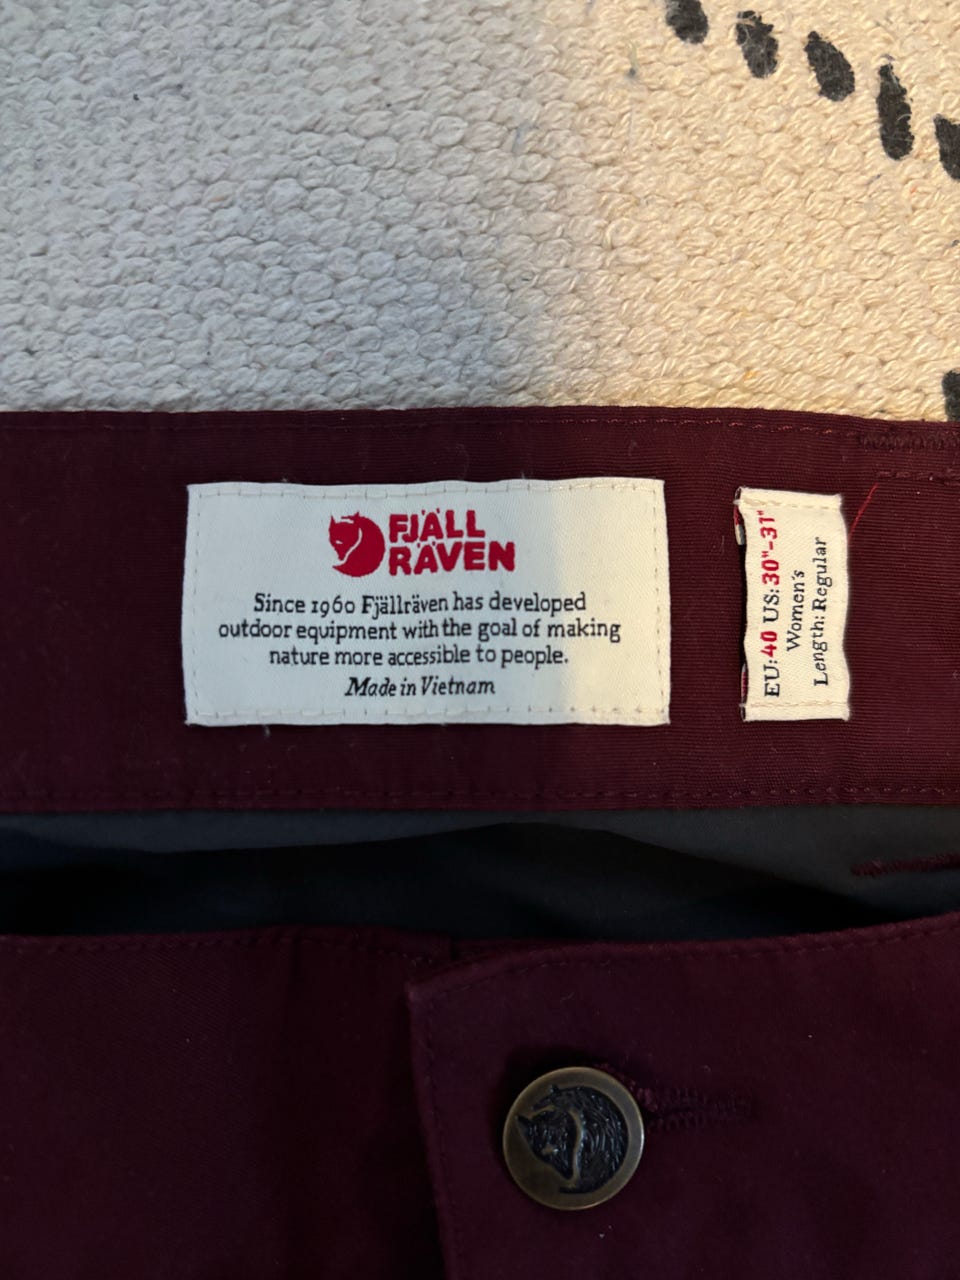 FJÄLL
RÄVEN
Since 1960 Fjällräven has developed
outdoor equipment with the goal of making
nature more accessible to people.
Made in Vietnam
EU:40 US:30"-31"
Women's
Length: Regular